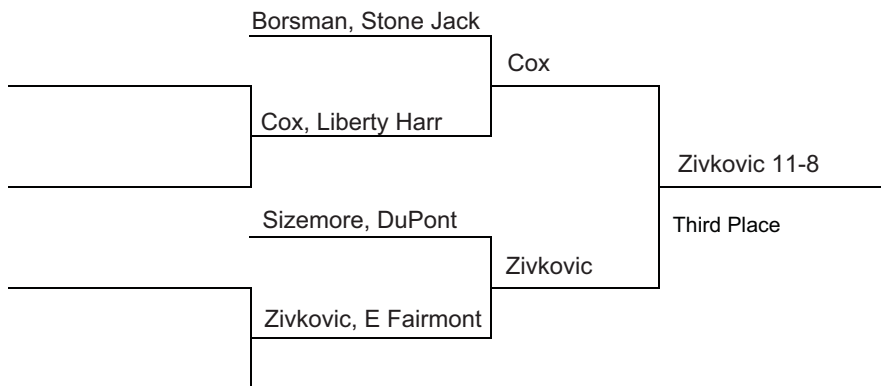 Borsman, Stone Jack
Cox
Cox, Liberty Harr
Zivkovic 11-8
Sizemore, DuPont
Third Place
Zivkovic
Zivkovic, E Fairmont